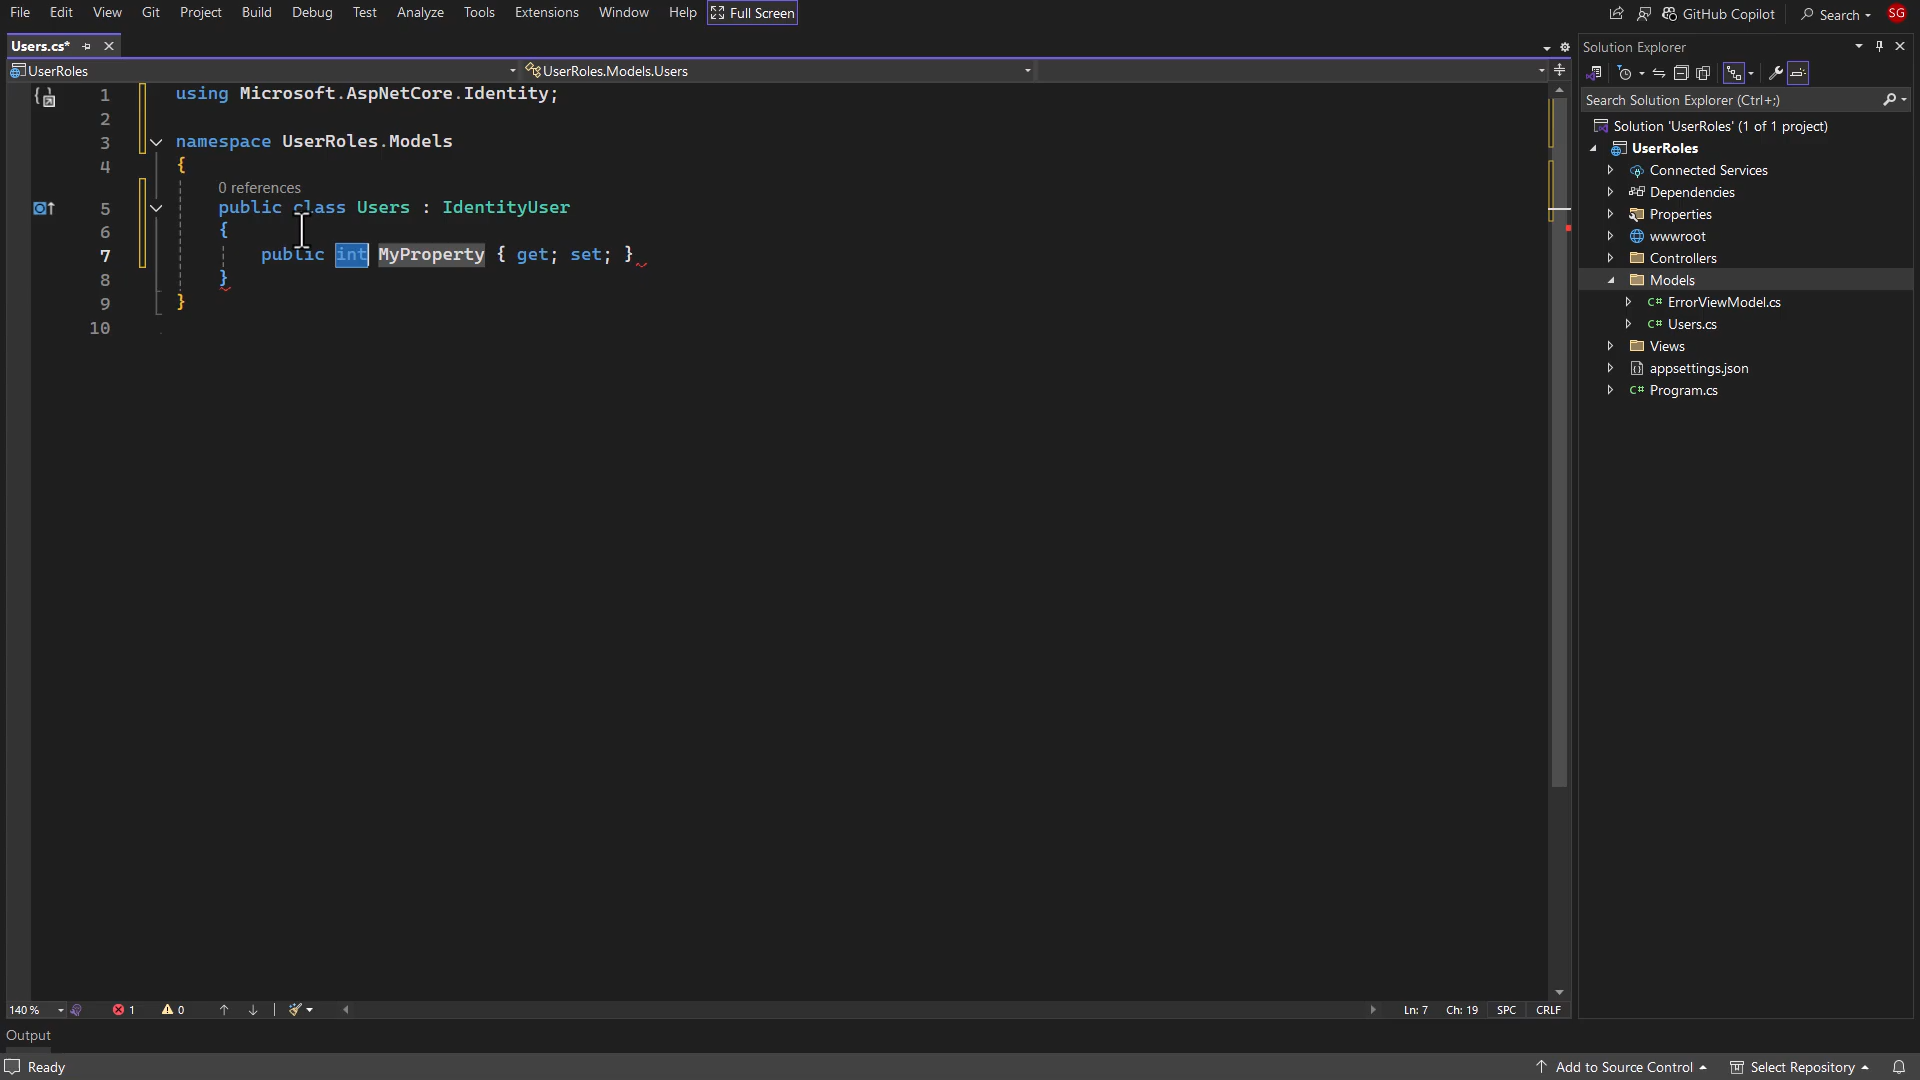 File Edit View Git Project Build Debug Test Analyze Tools Extensions Window Help Full Screen GitHub Copilot Search SG
Users.cs*
UserRoles UserRoles.Models.Users
1 using Microsoft.AspNetCore.Identity;
2
3 namespace UserRoles.Models
4 {
0 references
5 public class Users : IdentityUser
6 {
7 public int MyProperty { get; set; }
8 }
9 }
10
140 % 1 0 Ln: 7 Ch: 19 SPC CRLF
Output
Ready Add to Source Control Select Repository
Solution Explorer
Search Solution Explorer (Ctrl+;)
Solution 'UserRoles' (1 of 1 project)
UserRoles
Connected Services
Dependencies
Properties
wwwroot
Controllers
Models
C# ErrorViewModel.cs
C# Users.cs
Views
appsettings.json
C# Program.cs